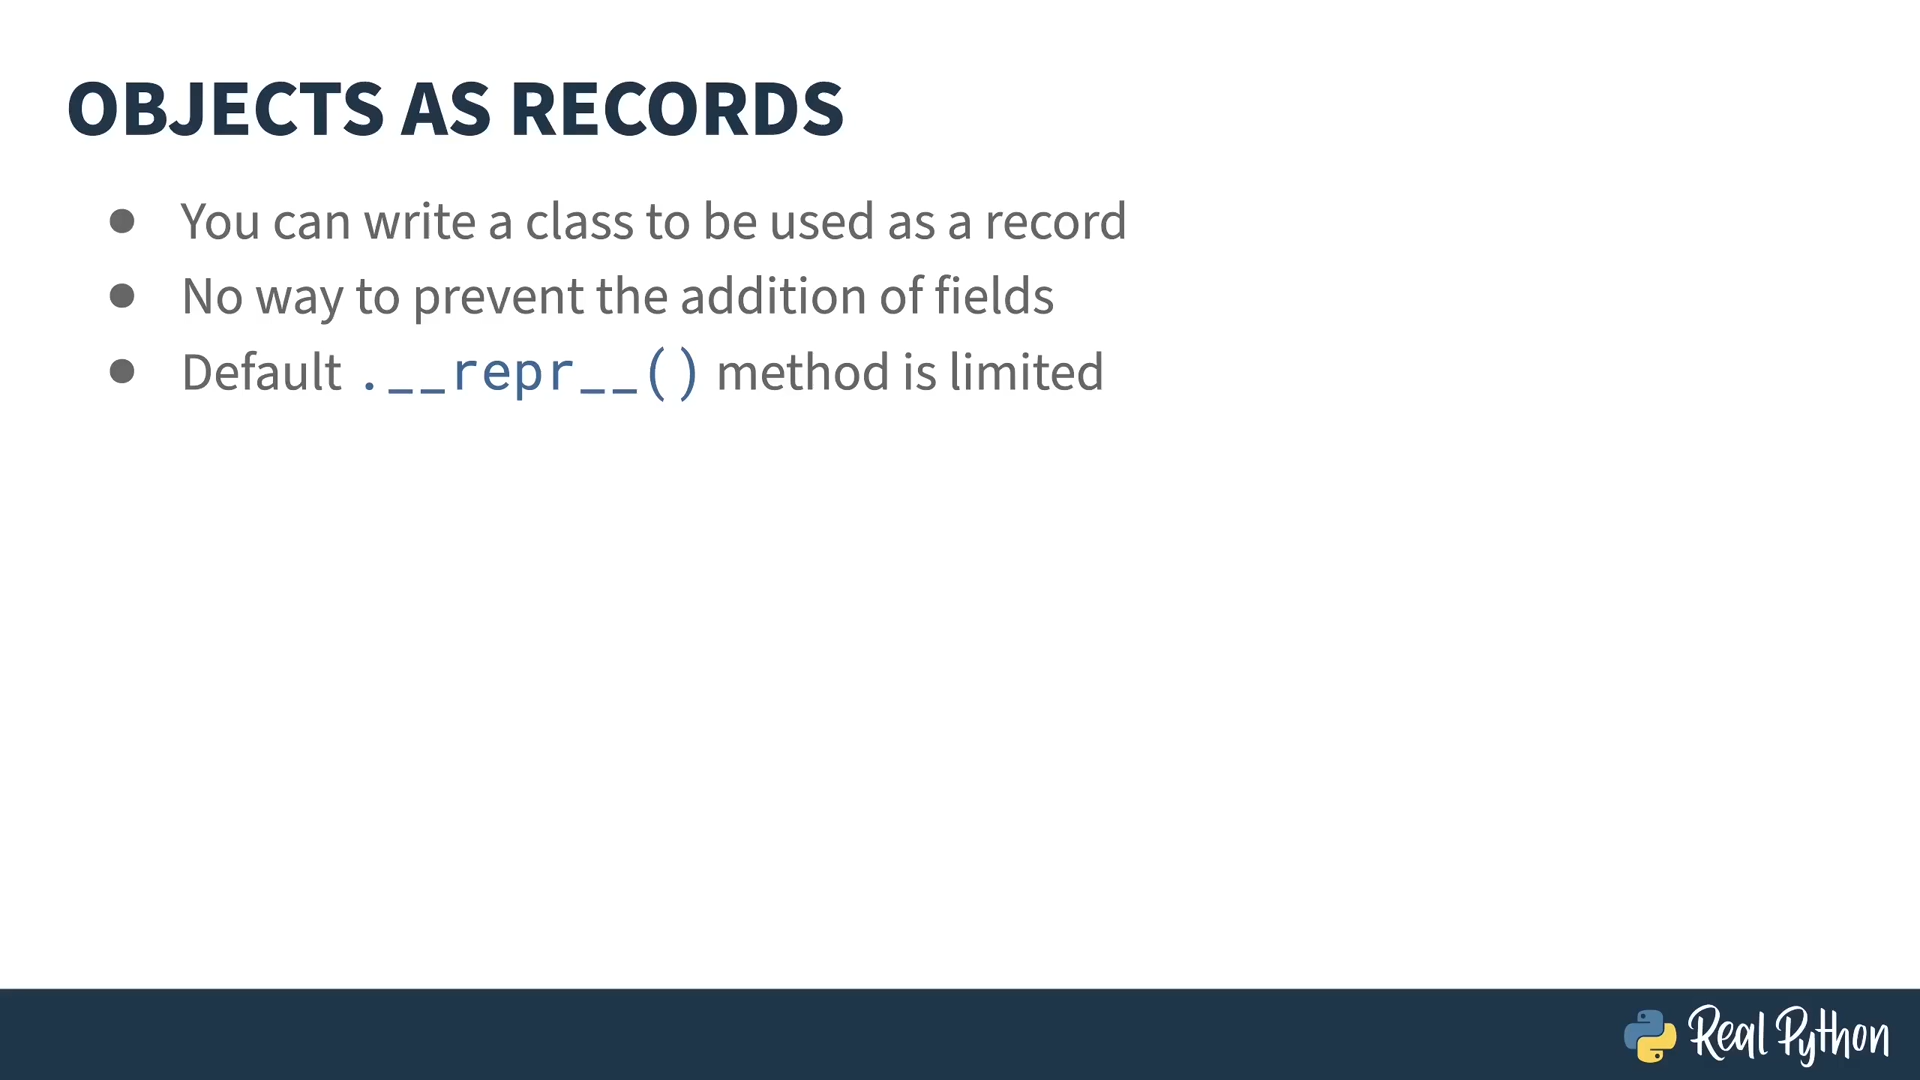 OBJECTS AS RECORDS
● You can write a class to be used as a record
● No way to prevent the addition of fields
● Default .__repr__() method is limited
Real Python